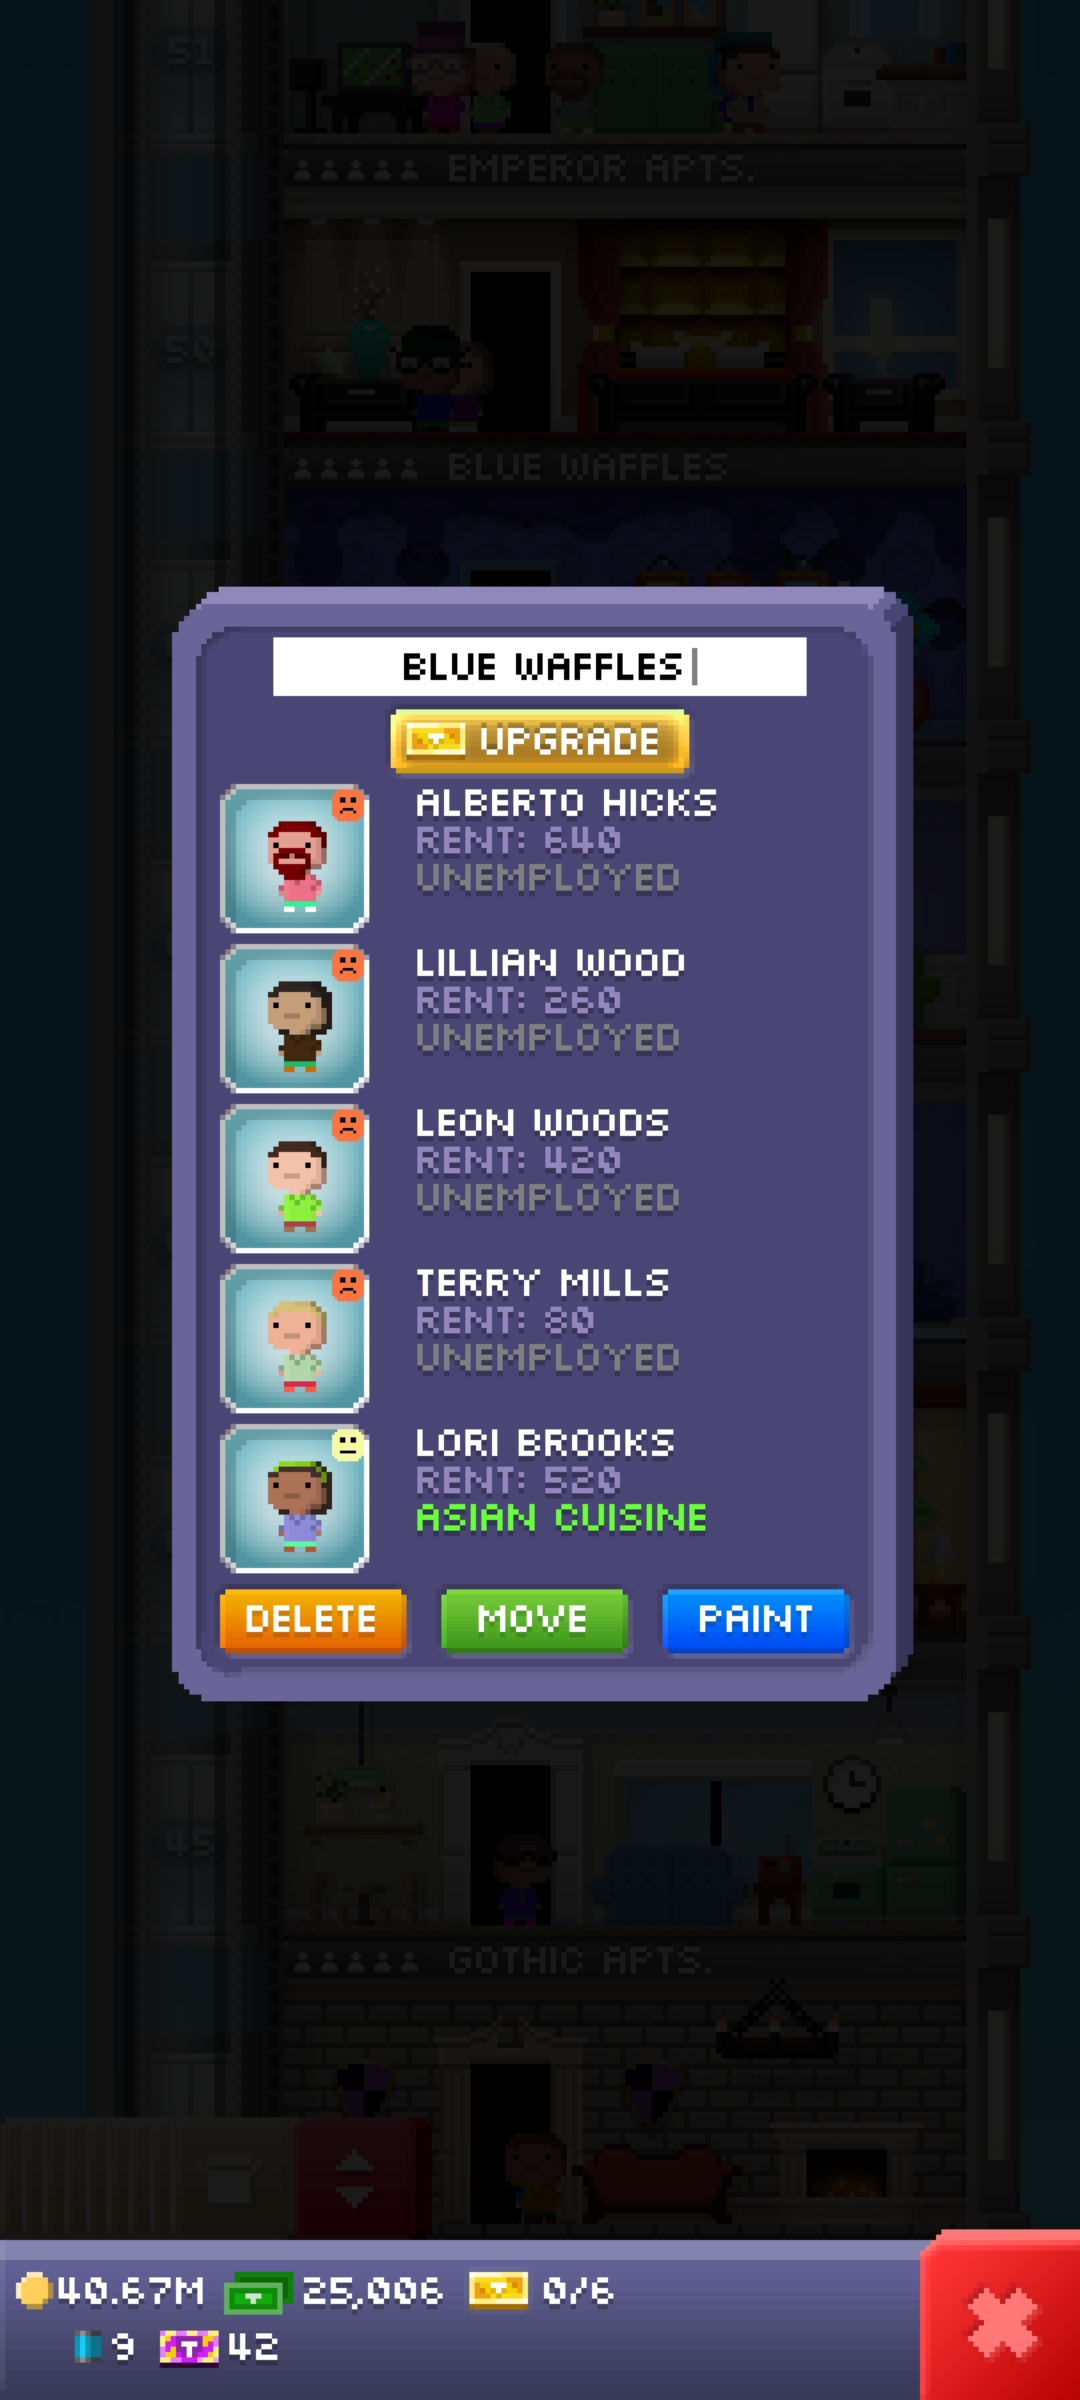 51
EMPEROR APTS.
50
BLUE WAFFLES
BLUE WAFFLES
UPGRADE
ALBERTO HICKS
RENT: 640
UNEMPLOYED
LILLIAN WOOD
RENT: 260
UNEMPLOYED
LEON WOODS
RENT: 420
UNEMPLOYED
TERRY MILLS
RENT: 80
UNEMPLOYED
LORI BROOKS
RENT: 520
ASIAN CUISINE
DELETE MOVE PAINT
45
GOTHIC APTS.
40.67M 25,006 0/6
9 T 42